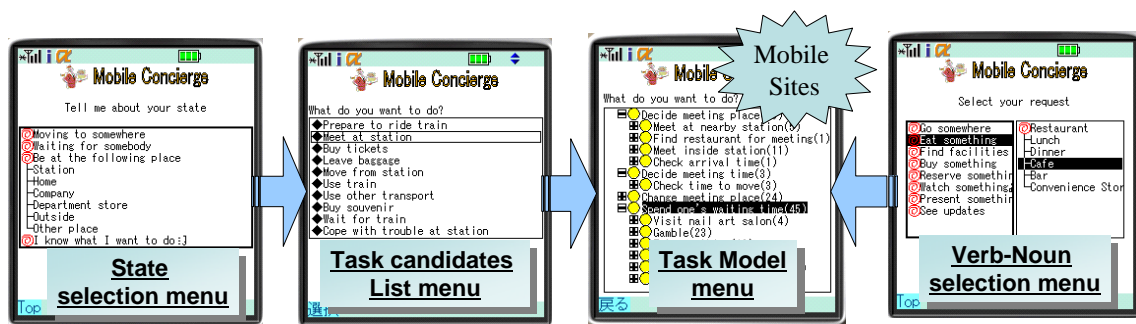 i α
Mobile Concierge
Tell me about your state
Moving to somewhere
Waiting for somebody
Be at the following place
Station
Home
Company
Department store
Outside
Other place
I know what I want to do:]
State
selection menu
Top
i α
Mobile Concierge
What do you want to do?
Prepare to ride train
Meet at station
Buy tickets
Leave baggage
Move from station
Use train
Use other transport
Buy souvenir
Wait for train
Cope with trouble at station
Task candidates
List menu
i α
Mobile
Mobile
Sites
What do you want to do?
Decide meeting place
Meet at nearby station
Find restaurant for meeting(1)
Meet inside station(11)
Check arrival time(1)
Decide meeting time(3)
Check time to move(3)
Change meeting place(24)
Spend one's waiting time(45)
Visit nail art salon(4)
Gamble(23)
Task Model
menu
戻る
i α
Mobile Concierge
Select your request
Go somewhere
Eat something
Find facilities
Buy something
Reserve somethin
Watch something
Present somethin
See updates
Restaurant
Lunch
Dinner
Cafe
Bar
Convenience Stor
Verb-Noun
selection menu
Top